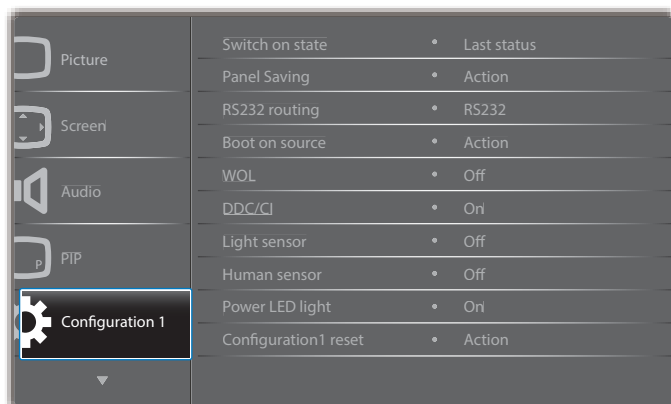 Picture
Screen
Audio
P
PIP
Configuration 1
Switch on state • Last status
Panel Saving • Action
RS232 routing • RS232
Boot on source • Action
WOL • Off
DDC/CI • On
Light sensor • Off
Human sensor • Off
Power LED light • On
Configuration1 reset • Action